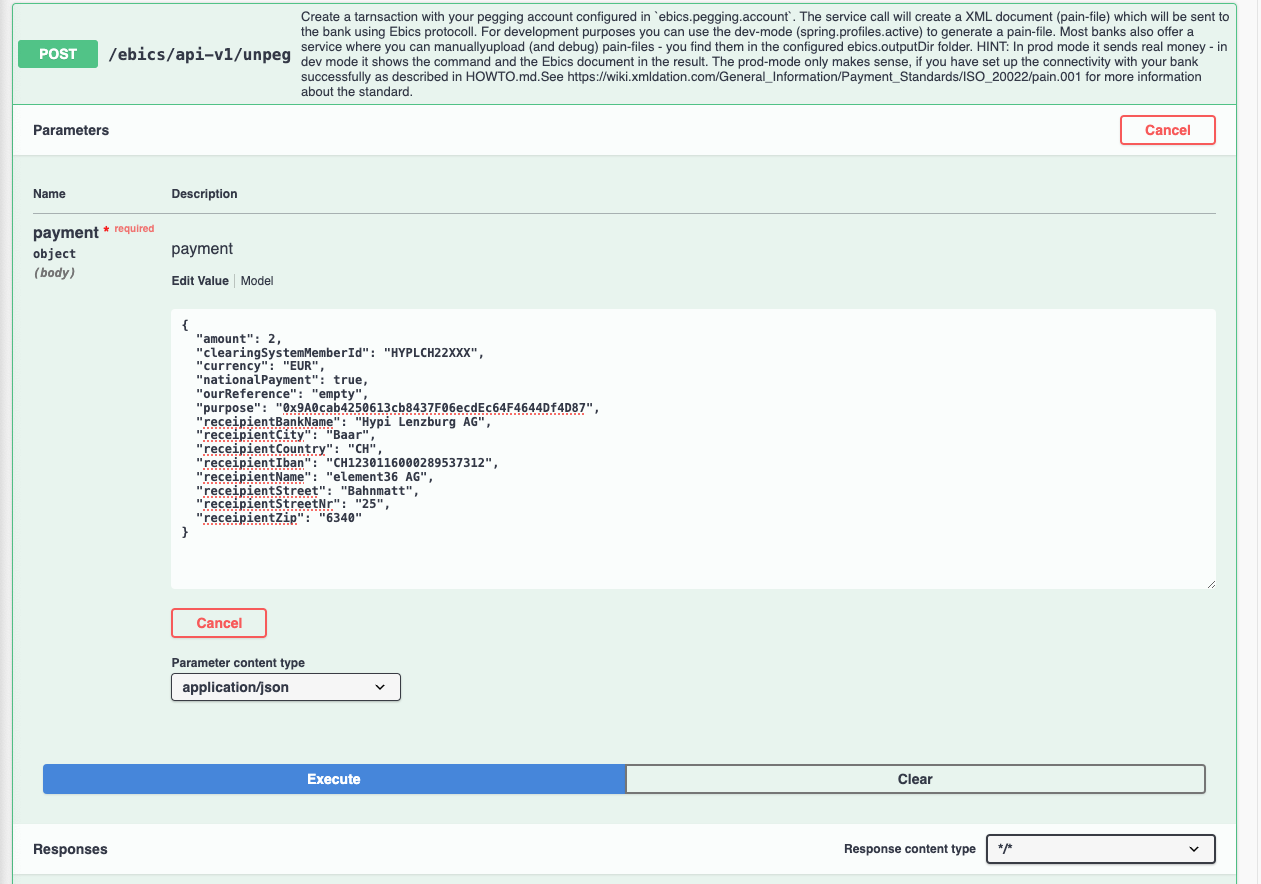 POST /ebics/api-v1/unpeg
Create a tarnsaction with your pegging account configured in `ebics.pegging.account`. The service call will create a XML document (pain-file) which will be sent to
the bank using Ebics protocoll. For development purposes you can use the dev-mode (spring.profiles.active) to generate a pain-file. Most banks also offer a
service where you can manuallyupload (and debug) pain-files - you find them in the configured ebics.outputDir folder. HINT: In prod mode it sends real money - in
dev mode it shows the command and the Ebics document in the result. The prod-mode only makes sense, if you have set up the connectivity with your bank
successfully as described in HOWTO.md.See https://wiki.xmldation.com/General_Information/Payment_Standards/ISO_20022/pain.001 for more information
about the standard.
Parameters
Cancel
Name Description
payment * required
object
(body)
payment
Edit Value Model
{
"amount": 2,
"clearingSystemMemberId": "HYPLCH22XXX",
"currency": "EUR",
"nationalPayment": true,
"ourReference": "empty",
"purpose": "0x9A0cab4250613cb8437F06ecdEc64F4644Df4D87",
"receipientBankName": "Hypi Lenzburg AG",
"receipientCity": "Baar",
"receipientCountry": "CH",
"receipientIban": "CH1230116000289537312",
"receipientName": "element36 AG",
"receipientStreet": "Bahnmatt",
"receipientStreetNr": "25",
"receipientZip": "6340"
}
Cancel
Parameter content type
application/json
Execute Clear
Responses Response content type */*